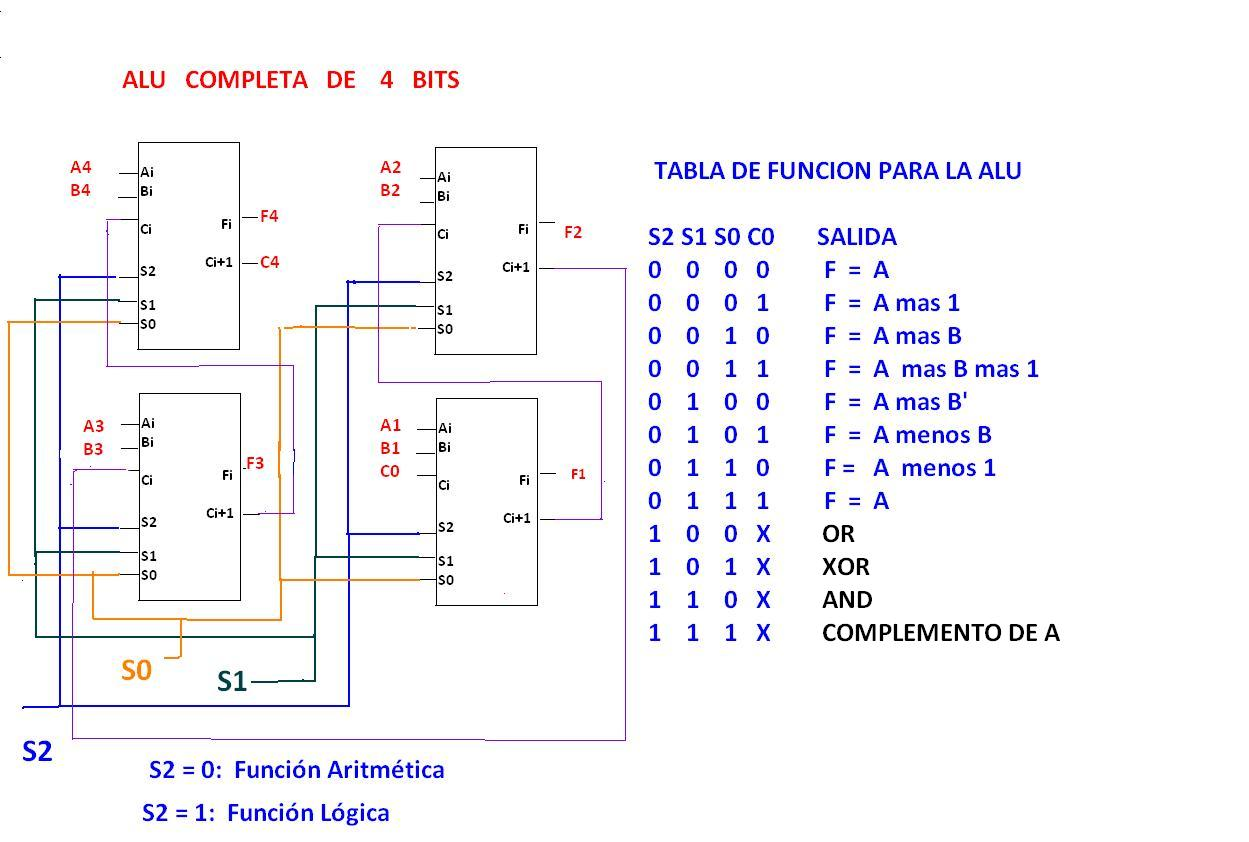 ALU COMPLETA DE 4 BITS
A4
B4
Ai
Bi
Ci
S2
S1
S0
Fi
Ci+1
F4
C4
A2
B2
Ai
Bi
Ci
S2
S1
S0
Fi
Ci+1
F2
A3
B3
Ai
Bi
Ci
S2
S1
S0
Fi
Ci+1
F3
A1
B1
C0
Ai
Bi
Ci
S2
S1
S0
Fi
Ci+1
F1
S0
S1
S2
S2 = 0: Función Aritmética
S2 = 1: Función Lógica
TABLA DE FUNCION PARA LA ALU
S2 S1 S0 C0 SALIDA
0 0 0 0 F = A
0 0 0 1 F = A mas 1
0 0 1 0 F = A mas B
0 0 1 1 F = A mas B mas 1
0 1 0 0 F = A mas B'
0 1 0 1 F = A menos B
0 1 1 0 F = A menos 1
0 1 1 1 F = A
1 0 0 X OR
1 0 1 X XOR
1 1 0 X AND
1 1 1 X COMPLEMENTO DE A